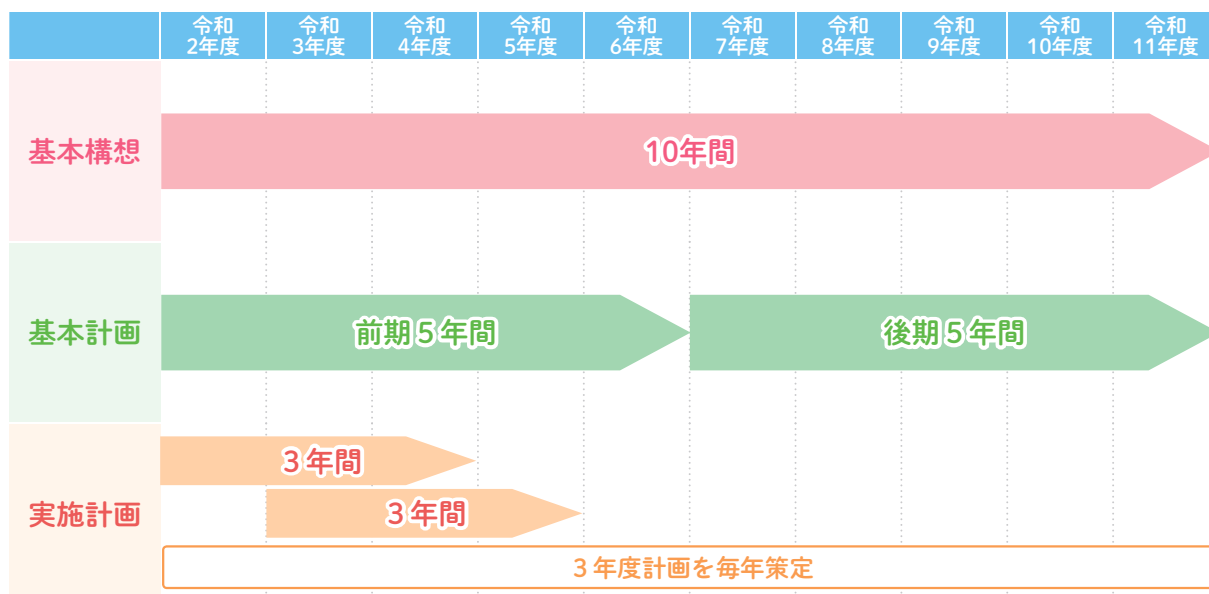 令和
2年度
令和
3年度
令和
4年度
令和
5年度
令和
6年度
令和
7年度
令和
8年度
令和
9年度
令和
10年度
令和
11年度
基本構想
10年間
基本計画
前期5年間
後期5年間
実施計画
3年間
3年間
3年度計画を毎年策定